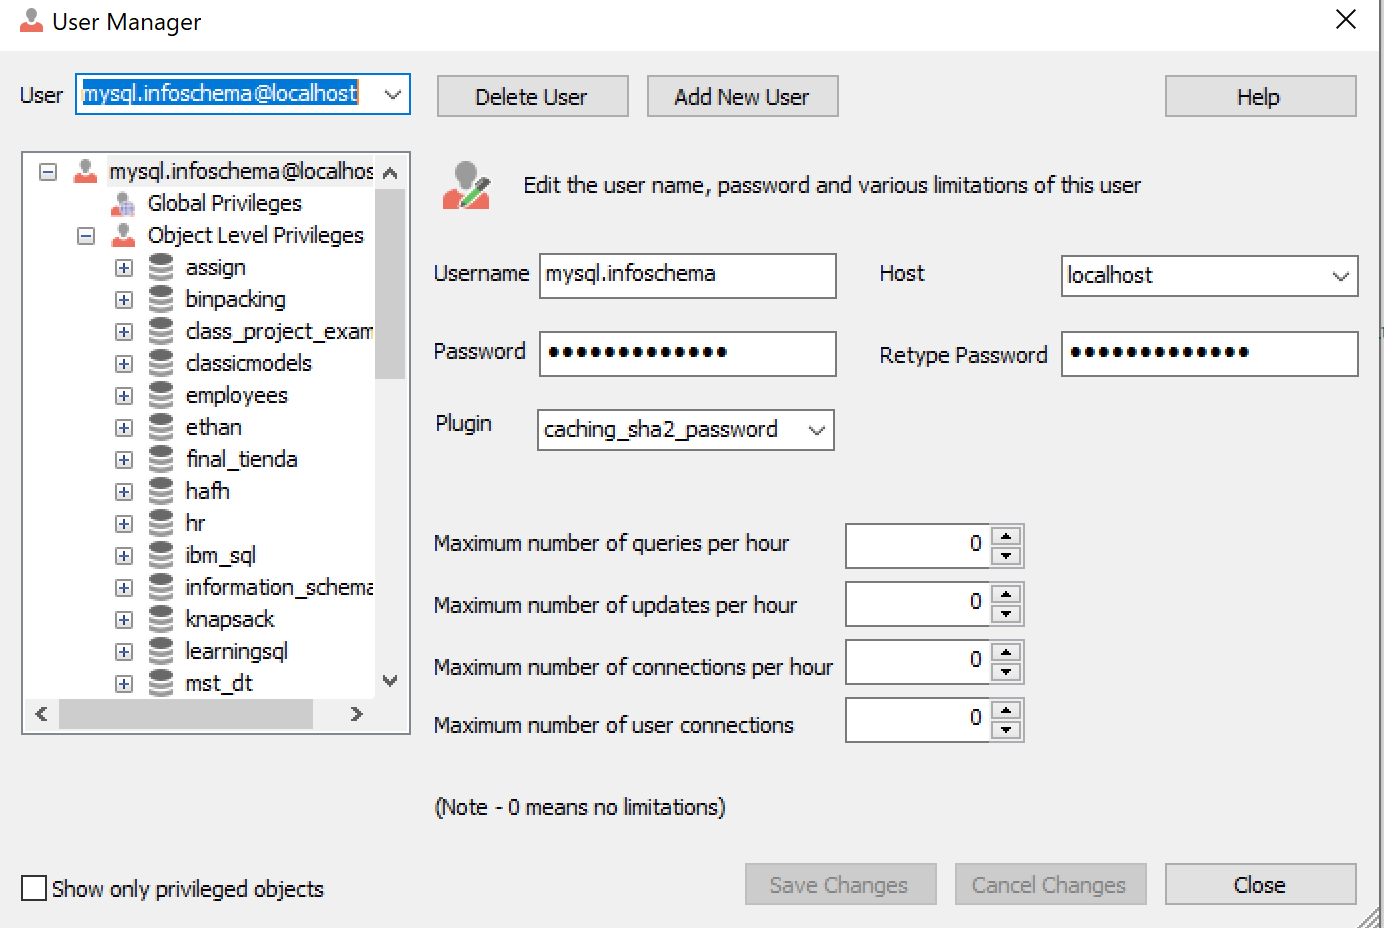 User Manager
User mysql.infoschema@localhost Delete User Add New User Help
mysql.infoschema@localhos
Global Privileges
Object Level Privileges
assign
binpacking
class_project_exam
classicmodels
employees
ethan
final_tienda
hafh
hr
ibm_sql
information_schema
knapsack
learningsql
mst_dt
Edit the user name, password and various limitations of this user
Username mysql.infoschema Host localhost
Password ●●●●●●●●●●●●● Retype Password ●●●●●●●●●●●●●
Plugin caching_sha2_password
Maximum number of queries per hour 0
Maximum number of updates per hour 0
Maximum number of connections per hour 0
Maximum number of user connections 0
(Note - 0 means no limitations)
Show only privileged objects Save Changes Cancel Changes Close